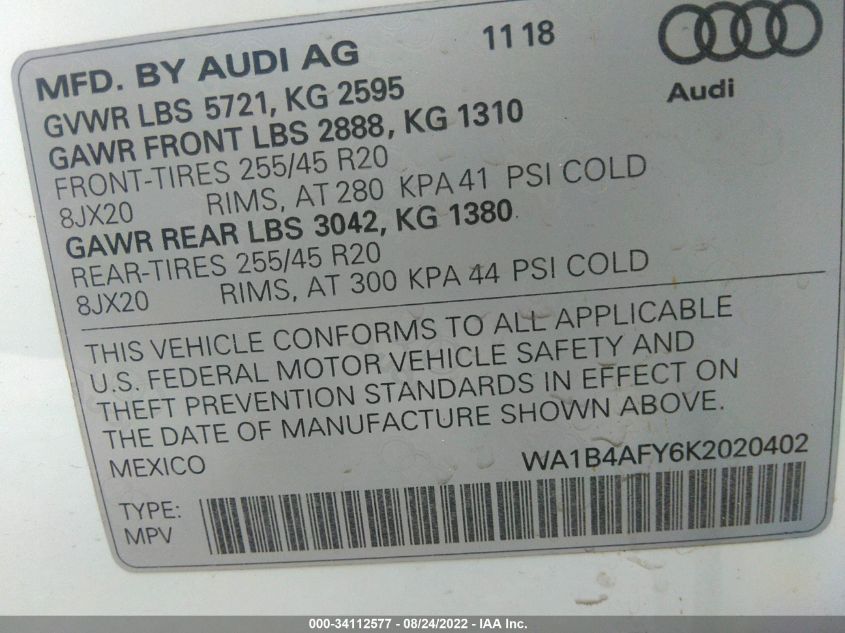 MFD. BY AUDI AG 11 18
Audi
GVWR LBS 5721, KG 2595
GAWR FRONT LBS 2888, KG 1310
FRONT-TIRES 255/45 R20
8JX20 RIMS, AT 280 KPA 41 PSI COLD
GAWR REAR LBS 3042, KG 1380
REAR-TIRES 255/45 R20
8JX20 RIMS, AT 300 KPA 44 PSI COLD
THIS VEHICLE CONFORMS TO ALL APPLICABLE
U.S. FEDERAL MOTOR VEHICLE SAFETY AND
THEFT PREVENTION STANDARDS IN EFFECT ON
THE DATE OF MANUFACTURE SHOWN ABOVE.
MEXICO WA1B4AFY6K2020402
TYPE:
MPV
000-34112577 - 08/24/2022 - IAA Inc.